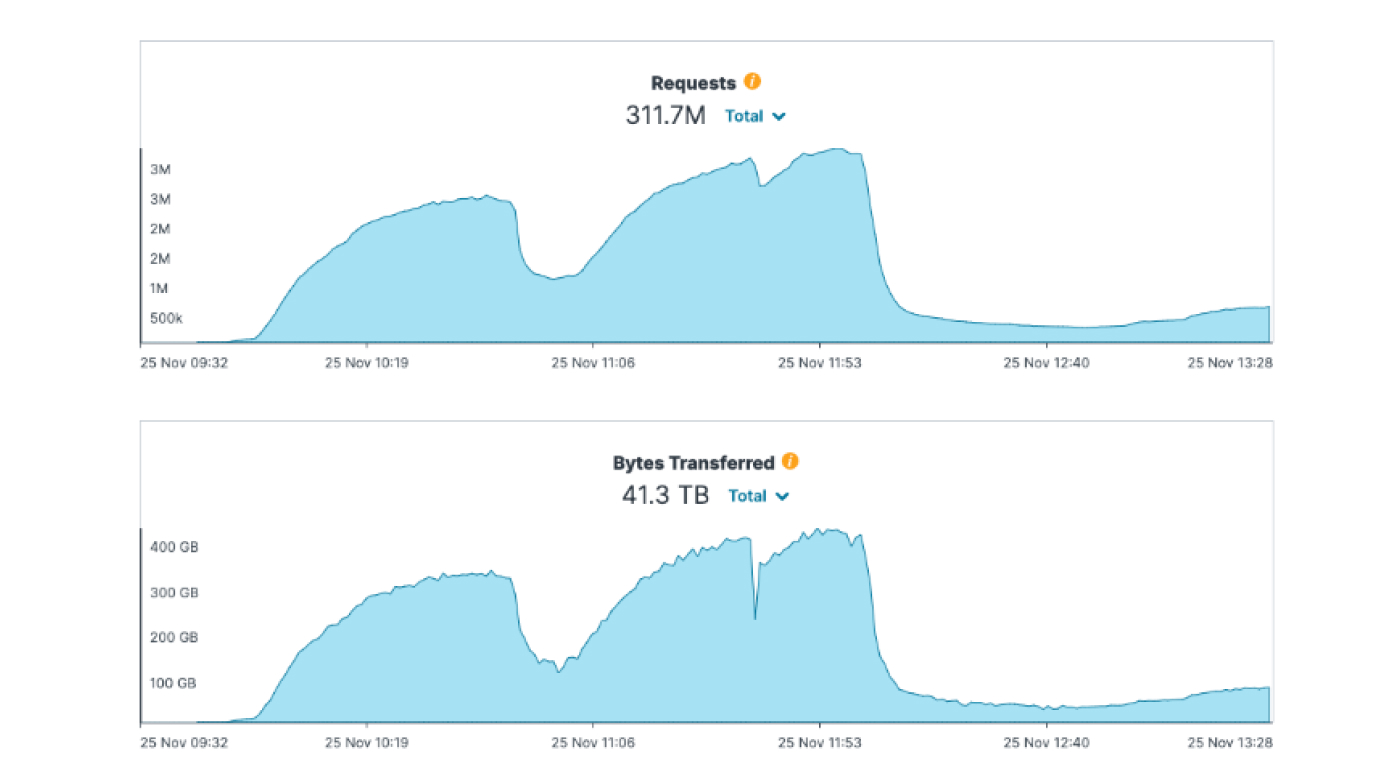 Requests i
311.7M Total
3M
3M
2M
2M
1M
500k
25 Nov 09:32 25 Nov 10:19 25 Nov 11:06 25 Nov 11:53 25 Nov 12:40 25 Nov 13:28
Bytes Transferred i
41.3 TB Total
400 GB
300 GB
200 GB
100 GB
25 Nov 09:32 25 Nov 10:19 25 Nov 11:06 25 Nov 11:53 25 Nov 12:40 25 Nov 13:28